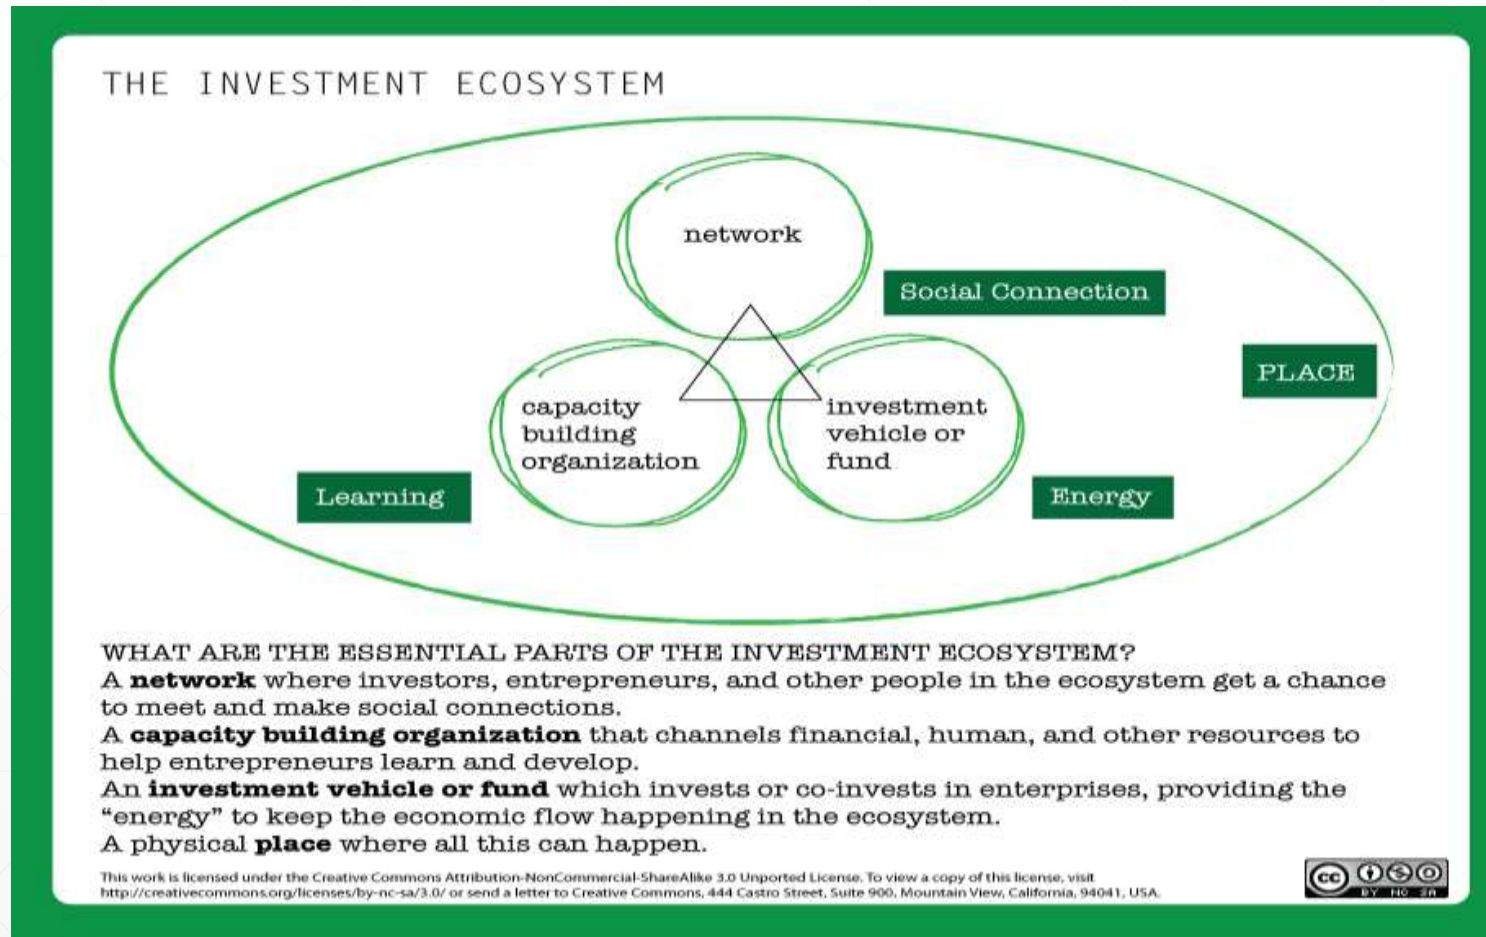 THE INVESTMENT ECOSYSTEM
network
Social Connection
PLACE
capacity
building
organization
investment
vehicle or
fund
Learning
Energy
WHAT ARE THE ESSENTIAL PARTS OF THE INVESTMENT ECOSYSTEM?
A network where investors, entrepreneurs, and other people in the ecosystem get a chance
to meet and make social connections.
A capacity building organization that channels financial, human, and other resources to
help entrepreneurs learn and develop.
An investment vehicle or fund which invests or co-invests in enterprises, providing the
“energy” to keep the economic flow happening in the ecosystem.
A physical place where all this can happen.
This work is licensed under the Creative Commons Attribution-NonCommercial-ShareAlike 3.0 Unported License. To view a copy of this license, visit
http://creativecommons.org/licenses/by-nc-sa/3.0/ or send a letter to Creative Commons, 444 Castro Street, Suite 900, Mountain View, California, 94041, USA.
cc
BY NC SA